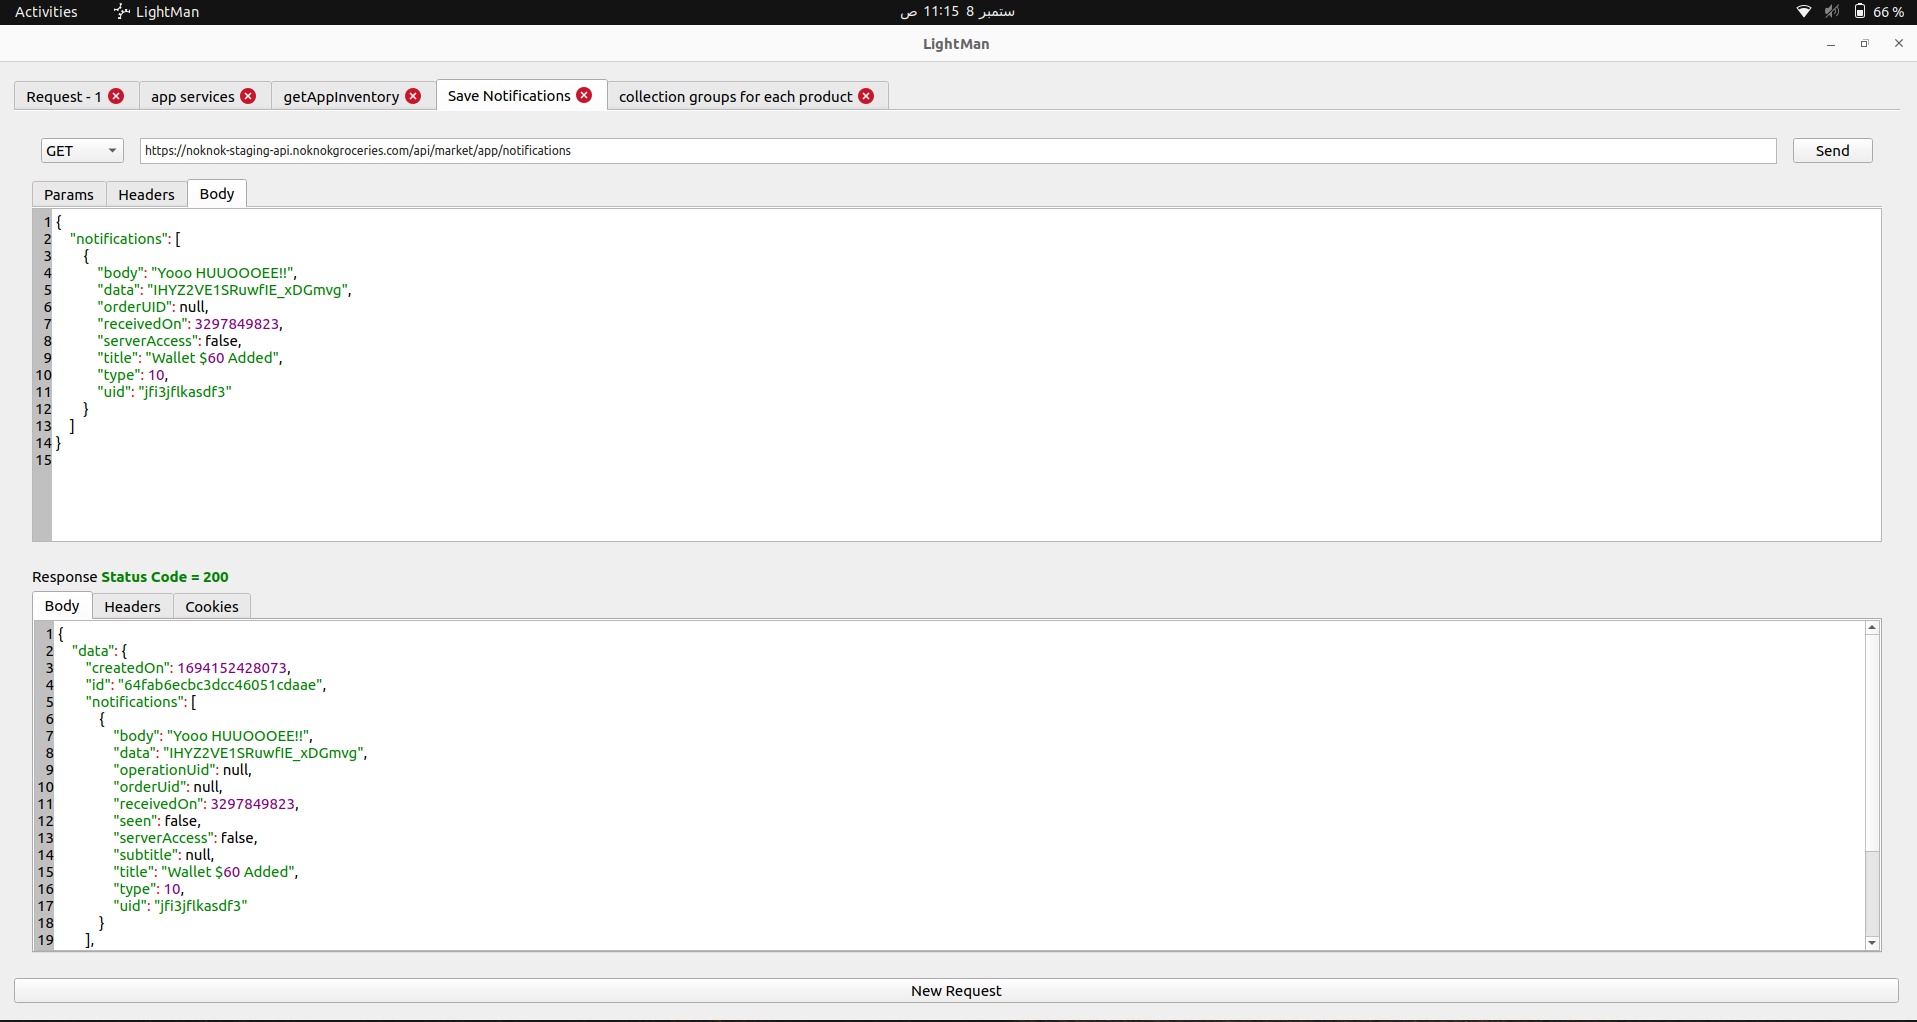 Activities LightMan ستمبر 8 11:15 ص 66 %
LightMan
Request - 1 app services getAppInventory Save Notifications collection groups for each product
GET https://noknok-staging-api.noknokgroceries.com/api/market/app/notifications Send
Params Headers Body
1 {
2 "notifications": [
3 {
4 "body": "Yooo HUUOOOEE!!",
5 "data": "IHYZ2VE1SRuwfIE_xDGmvg",
6 "orderUID": null,
7 "receivedOn": 3297849823,
8 "serverAccess": false,
9 "title": "Wallet $60 Added",
10 "type": 10,
11 "uid": "jfi3jflkasdf3"
12 }
13 ]
14 }
15
Response Status Code = 200
Body Headers Cookies
1 {
2 "data": {
3 "createdOn": 1694152428073,
4 "id": "64fab6ecbc3dcc46051cdaae",
5 "notifications": [
6 {
7 "body": "Yooo HUUOOOEE!!",
8 "data": "IHYZ2VE1SRuwfIE_xDGmvg",
9 "operationUid": null,
10 "orderUid": null,
11 "receivedOn": 3297849823,
12 "seen": false,
13 "serverAccess": false,
14 "subtitle": null,
15 "title": "Wallet $60 Added",
16 "type": 10,
17 "uid": "jfi3jflkasdf3"
18 }
19 ],
New Request